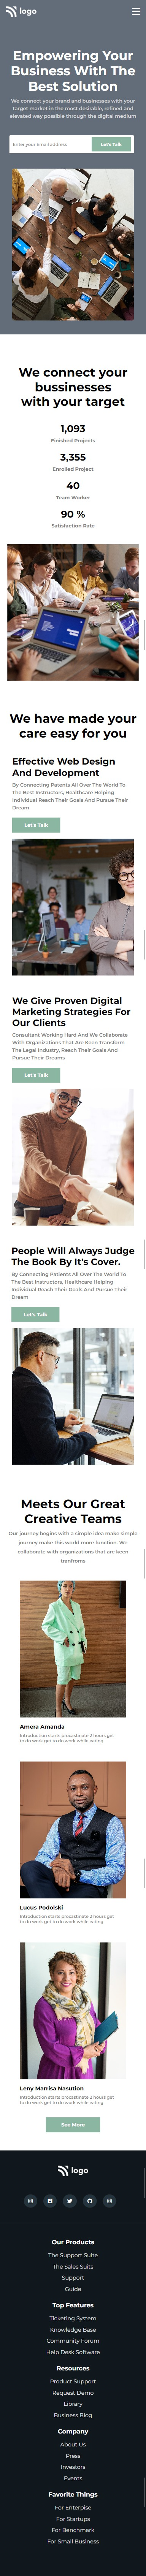 logo
Empowering Your
Business With The
Best Solution
We connect your brand and businesses with your
target market in the most desirable, refined and
elevated way possible through the digital medium
Enter your Email address
Let's Talk
We connect your
bussinesses
with your target
1,093
Finished Projects
3,355
Enrolled Project
40
Team Worker
90 %
Satisfaction Rate
We have made your
care easy for you
Effective Web Design
And Development
By Connecting Patients All Over The World To
The Best Instructors, Healthcare Helping
Individual Reach Their Goals And Pursue Their
Dream
Let's Talk
We Give Proven Digital
Marketing Strategies For
Our Clients
Consultant Working Hard And We Collaborate
With Organizations That Are Keen Transform
The Legal Industry, Reach Their Goals And
Pursue Their Dreams
Let's Talk
People Will Always Judge
The Book By It's Cover.
By Connecting Patients All Over The World To
The Best Instructors, Healthcare Helping
Individual Reach Their Goals And Pursue Their
Dream
Let's Talk
Meets Our Great
Creative Teams
Our journey begins with a simple idea make simple
journey make this world more function. We
collaborate with organizations that are keen
tranfroms
Amera Amanda
Introduction starts procastinate 2 hours get
to do work get to do work while eating
Lucus Podolski
Introduction starts procastinate 2 hours get
to do work get to do work while eating
Leny Marrisa Nasution
Introduction starts procastinate 2 hours get
to do work get to do work while eating
See More
logo
Our Products
The Support Suite
The Sales Suits
Support
Guide
Top Features
Ticketing System
Knowledge Base
Community Forum
Help Desk Software
Resources
Product Support
Request Demo
Library
Business Blog
Company
About Us
Press
Investors
Events
Favorite Things
For Enterpise
For Startups
For Benchmark
For Small Business